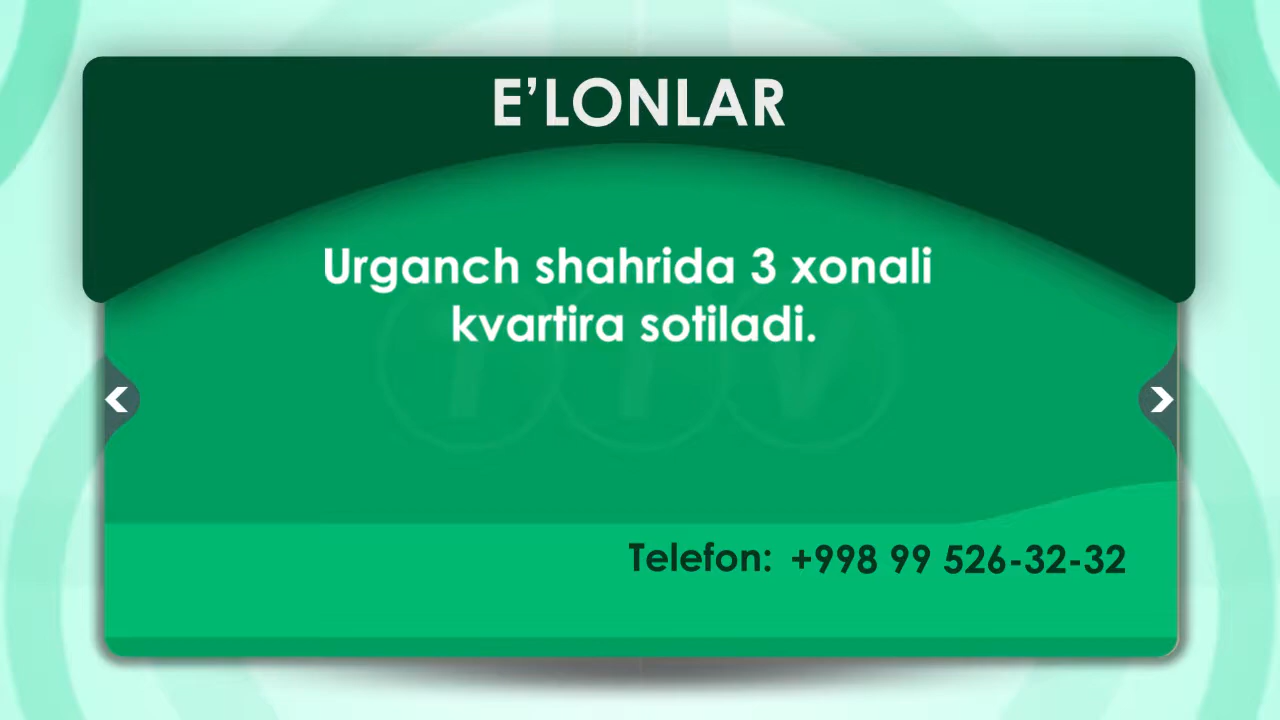 E’LONLAR
Urganch shahrida 3 xonali
kvartira sotiladi.
Telefon: +998 99 526-32-32